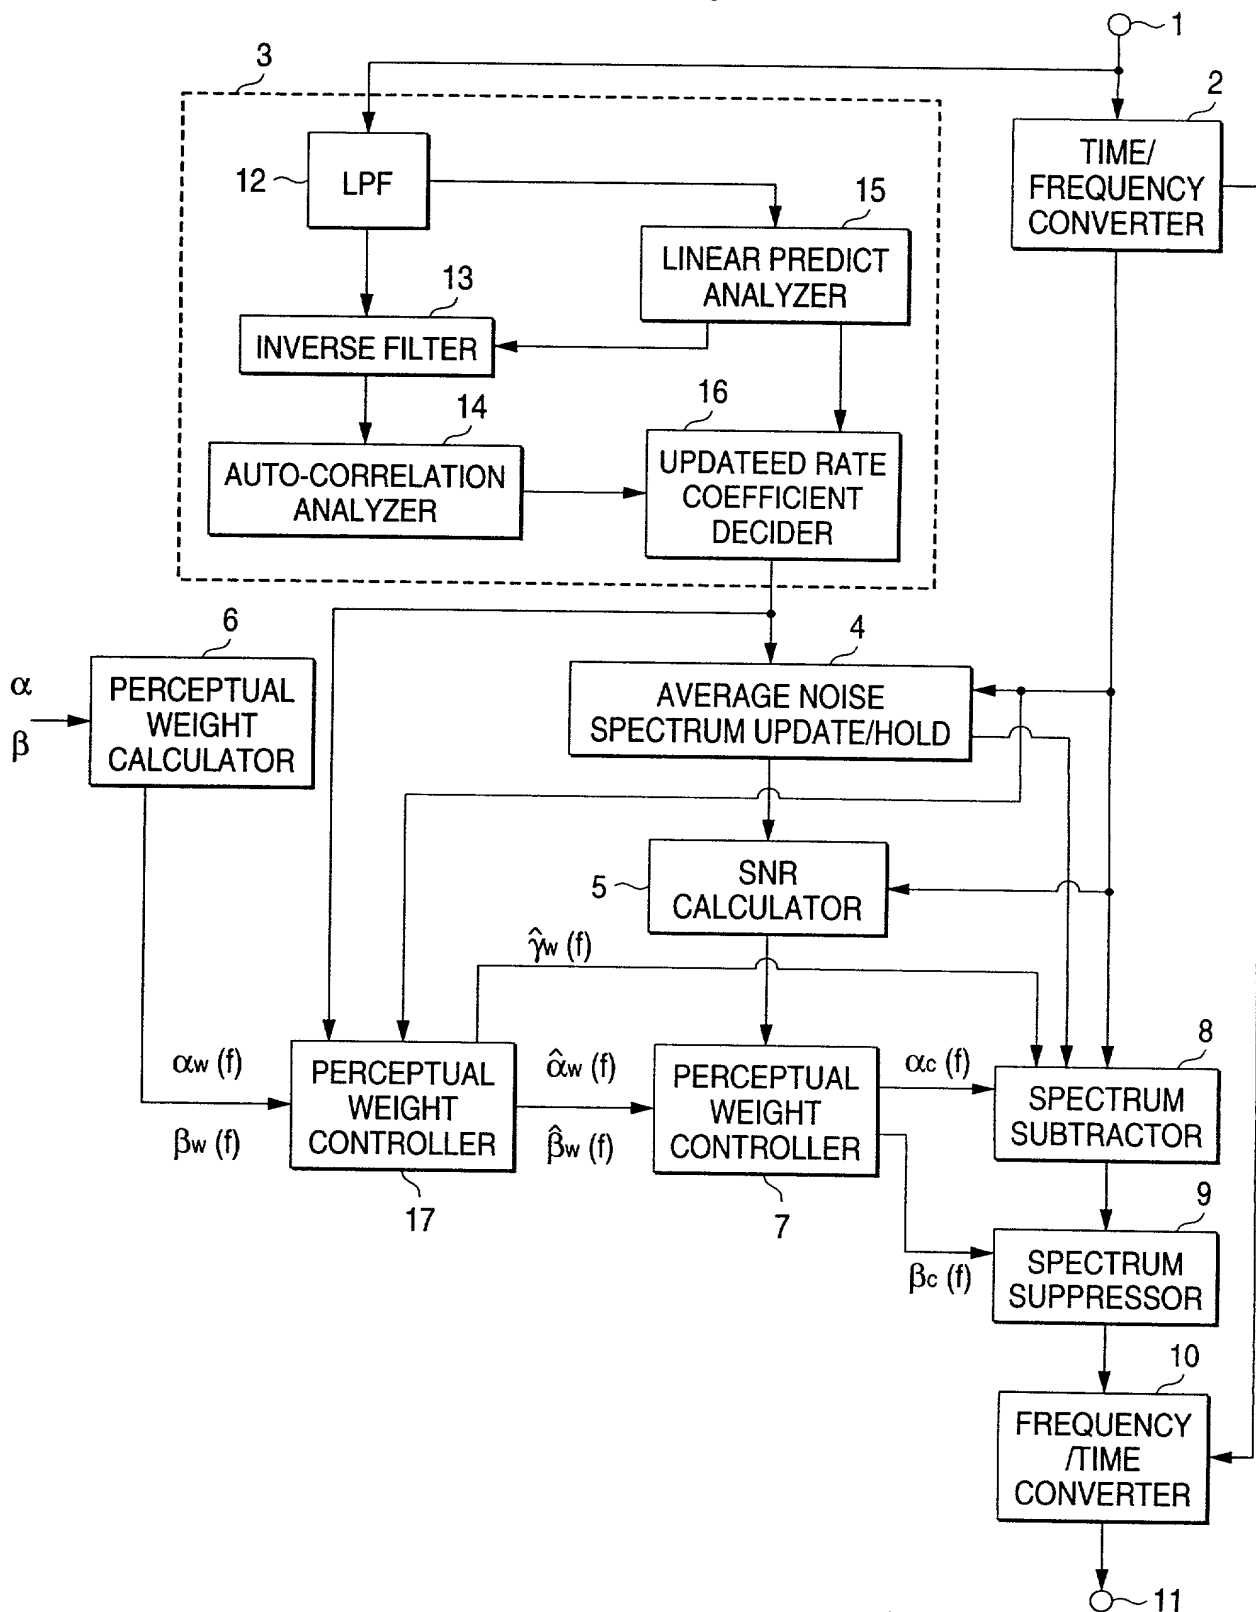 1
3
2
TIME/
FREQUENCY
CONVERTER
12
LPF
15
LINEAR PREDICT
ANALYZER
13
INVERSE FILTER
14
AUTO-CORRELATION
ANALYZER
16
UPDATEED RATE
COEFFICIENT
DECIDER
6
α
β
PERCEPTUAL
WEIGHT
CALCULATOR
4
AVERAGE NOISE
SPECTRUM UPDATE/HOLD
5
SNR
CALCULATOR
γ̂w (f)
αw (f)
βw (f)
PERCEPTUAL
WEIGHT
CONTROLLER
17
α̂w (f)
β̂w (f)
PERCEPTUAL
WEIGHT
CONTROLLER
7
αc (f)
βc (f)
8
SPECTRUM
SUBTRACTOR
9
SPECTRUM
SUPPRESSOR
10
FREQUENCY
/TIME
CONVERTER
11